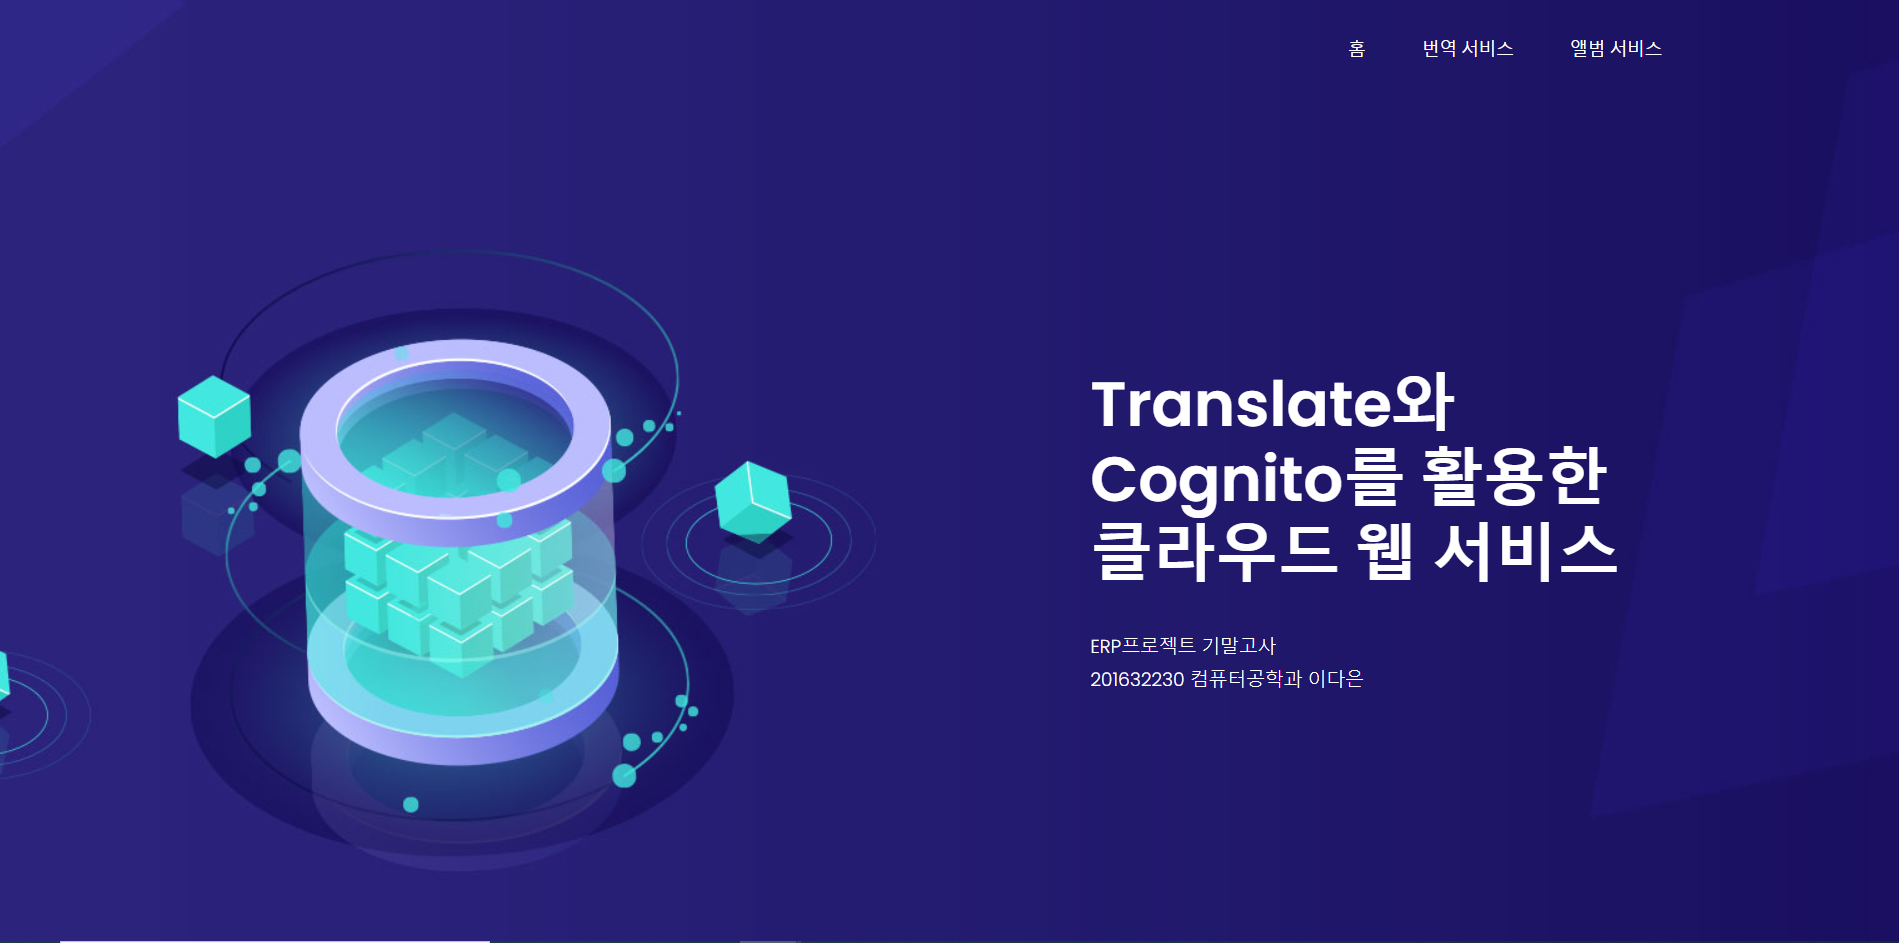 홈
번역 서비스
앨범 서비스
Translate와
Cognito를 활용한
클라우드 웹 서비스
ERP프로젝트 기말고사
201632230 컴퓨터공학과 이다은